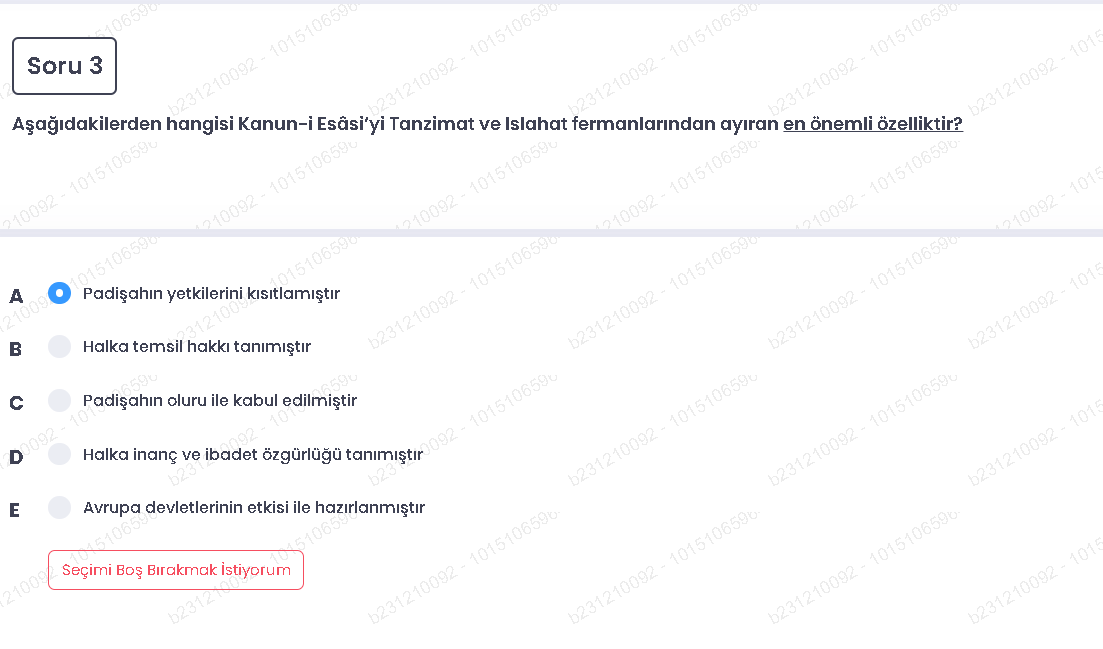 Soru 3
Aşağıdakilerden hangisi Kanun-i Esâsi’yi Tanzimat ve Islahat fermanlarından ayıran en önemli özelliktir?
A Padişahın yetkilerini kısıtlamıştır
B Halka temsil hakkı tanımıştır
C Padişahın oluru ile kabul edilmiştir
D Halka inanç ve ibadet özgürlüğü tanımıştır
E Avrupa devletlerinin etkisi ile hazırlanmıştır
Seçimi Boş Bırakmak İstiyorum
b231210092 - 1015106596